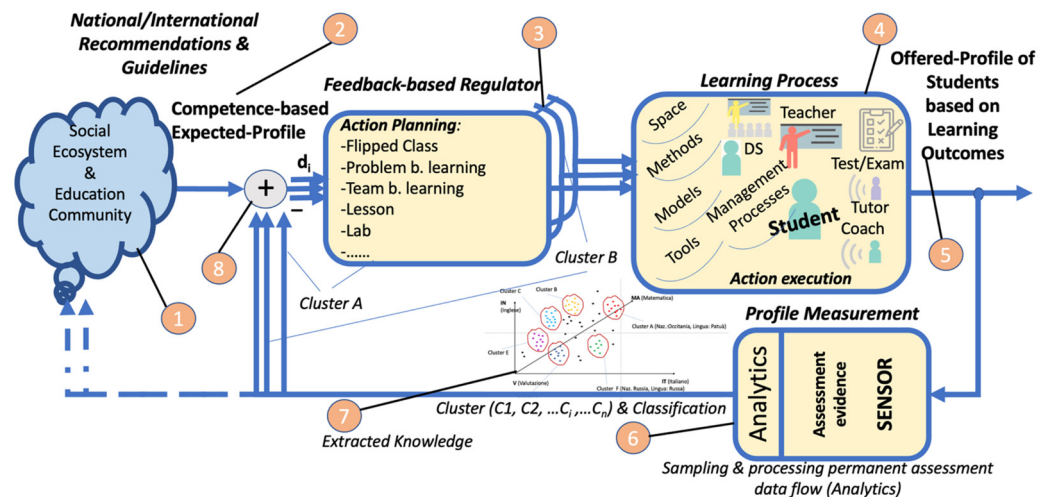 National/International
Recommendations &
Guidelines
2
3
4
Feedback-based Regulator
Learning Process
Offered-Profile of
Students
based on
Learning
Outcomes
Competence-based
Expected-Profile
Social
Ecosystem
&
Education
Community
+
di
−
8
1
Action Planning:
-Flipped Class
-Problem b. learning
-Team b. learning
-Lesson
-Lab
-......
Space
Methods
Models
Tools
DS
Teacher
Management
Processes
Student
Test/Exam
Tutor
Coach
Action execution
5
Cluster A
Cluster B
Cluster C
Cluster B
IN
(Inglese)
MA (Matematica)
Cluster A (Naz. Occitania, Lingua: Patuà)
Cluster E
V (Valutazione)
IT (Italiano)
Cluster F (Naz. Russia, Lingua: Russa)
7
Cluster (C1, C2, ...Ci ,...Cn) & Classification
Extracted Knowledge
Profile Measurement
Analytics
Assessment
evidence
SENSOR
6
Sampling & processing permanent assessment
data flow (Analytics)